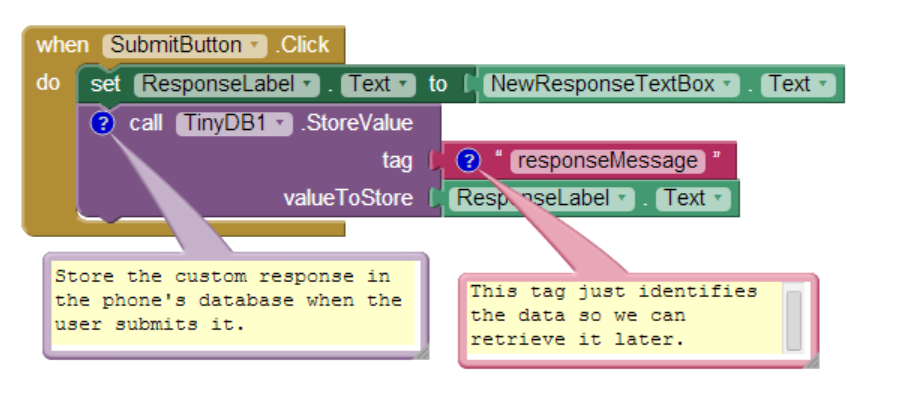 when SubmitButton .Click
do set ResponseLabel . Text to NewResponseTextBox . Text
? call TinyDB1 .StoreValue
tag ? " responseMessage "
valueToStore ResponseLabel . Text
Store the custom response in
the phone's database when the
user submits it.
This tag just identifies
the data so we can
retrieve it later.